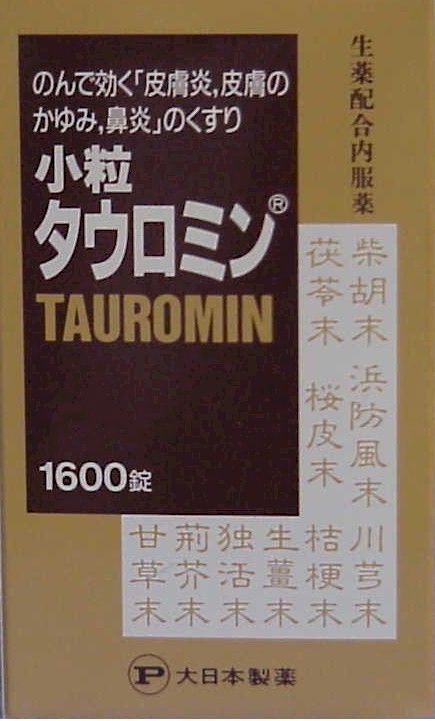 のんで効く「皮膚炎,皮膚の
かゆみ,鼻炎」のくすり
小粒
タウロミン®
TAUROMIN
1600錠
生薬配合内服薬
柴胡末 浜防風末 川芎末
茯苓末 桜皮末 桔梗末
生薑末
独活末
荊芥末
甘草末
P 大日本製薬